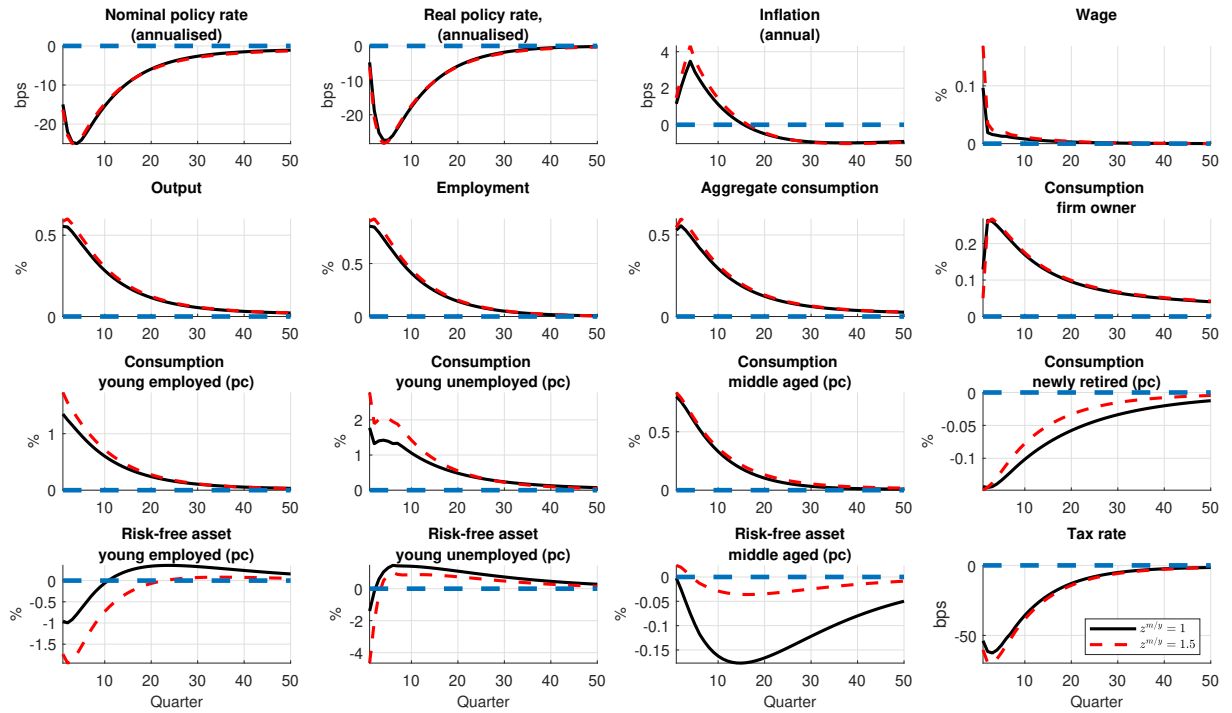 Nominal policy rate
(annualised)
bps
0
-10
-20
10 20 30 40 50
Real policy rate,
(annualised)
0
-10
-20
10 20 30 40 50
Inflation
(annual)
bps
4
2
0
10 20 30 40 50
Wage
%
0.1
0
10 20 30 40 50
Output
%
0.5
0
10 20 30 40 50
Employment
%
0.5
0
10 20 30 40 50
Aggregate consumption
%
0.5
0
10 20 30 40 50
Consumption
firm owner
%
0.2
0.1
0
10 20 30 40 50
Consumption
young employed (pc)
%
1
0
10 20 30 40 50
Consumption
young unemployed (pc)
%
2
1
0
10 20 30 40 50
Consumption
middle aged (pc)
%
0.5
0
10 20 30 40 50
Consumption
newly retired (pc)
%
0
-0.05
-0.1
10 20 30 40 50
Risk-free asset
young employed (pc)
%
0
-0.5
-1
-1.5
10 20 30 40 50
Quarter
Risk-free asset
young unemployed (pc)
%
0
-2
-4
10 20 30 40 50
Quarter
Risk-free asset
middle aged (pc)
%
0
-0.05
-0.1
-0.15
10 20 30 40 50
Quarter
Tax rate
bps
0
-50
z^{m/y} = 1
z^{m/y} = 1.5
10 20 30 40 50
Quarter